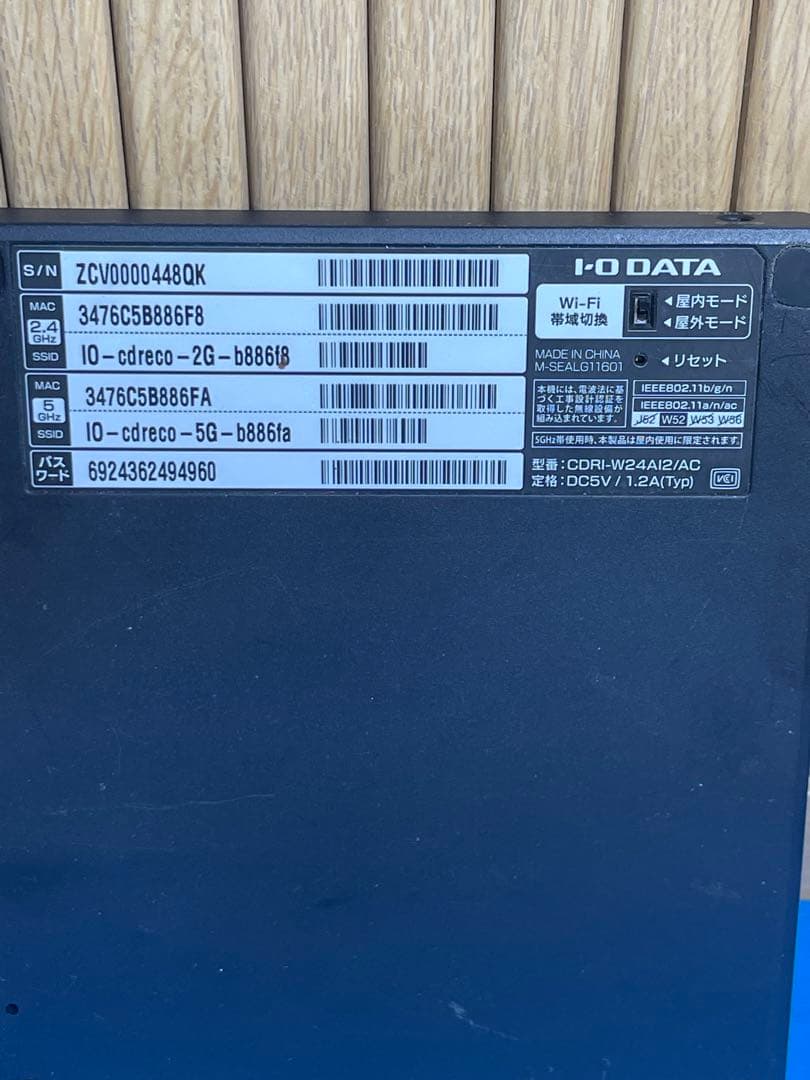 S/N ZCV0000448QK
MAC 3476C5B886F8
2.4 GHz
SSID IO-cdreco-2G-b886f8
MAC 3476C5B886FA
5 GHz
SSID IO-cdreco-5G-b886fa
パスワード 6924362494960
I-O DATA
Wi-Fi
帯域切換
◀屋内モード
◀屋外モード
MADE IN CHINA
M-SEALG11601
◀リセット
本機には、電波法に基
づく工事設計認証を
取得した無線設備が
組み込まれています。
IEEE802.11b/g/n
IEEE802.11a/n/ac
J52 W52 W53 W56
5GHz帯使用時、本製品は屋内使用に限定されます。
型番:CDRI-W24AI2/AC
定格:DC5V / 1.2A(Typ)
VCCI